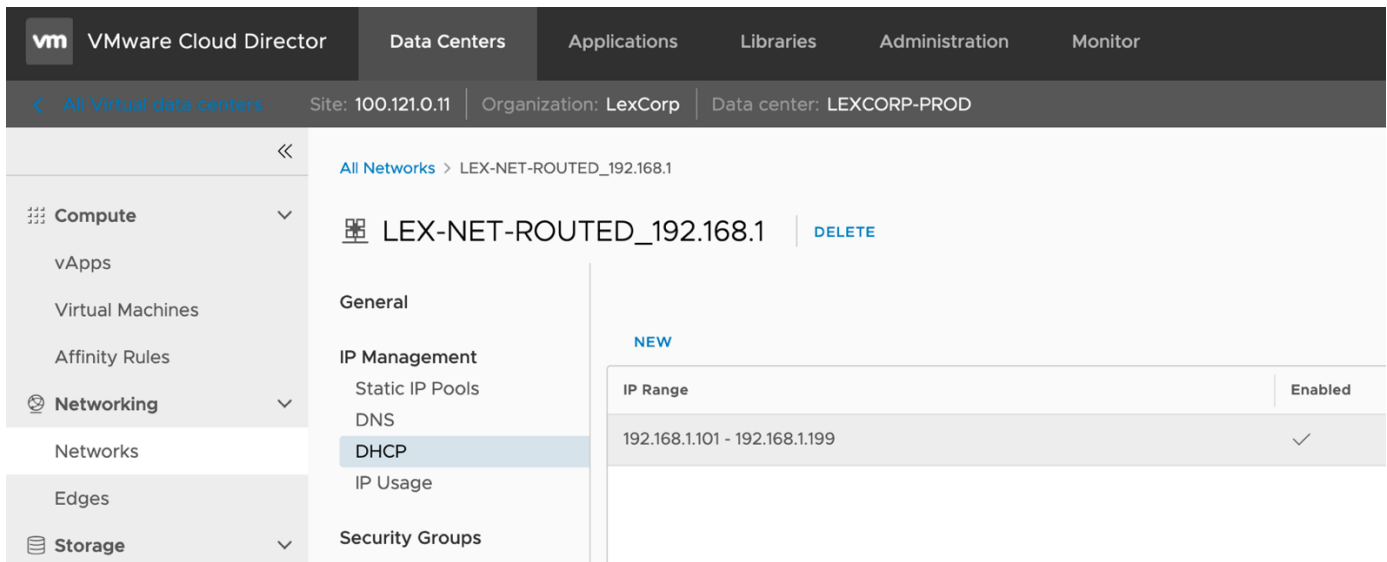 vm VMware Cloud Director Data Centers Applications Libraries Administration Monitor
All Virtual data centers Site: 100.121.0.11 Organization: LexCorp Data center: LEXCORP-PROD
All Networks > LEX-NET-ROUTED_192.168.1
Compute
vApps
Virtual Machines
Affinity Rules
Networking
Networks
Edges
Storage
LEX-NET-ROUTED_192.168.1 DELETE
General
IP Management
Static IP Pools
DNS
DHCP
IP Usage
Security Groups
NEW
IP Range Enabled
192.168.1.101 - 192.168.1.199